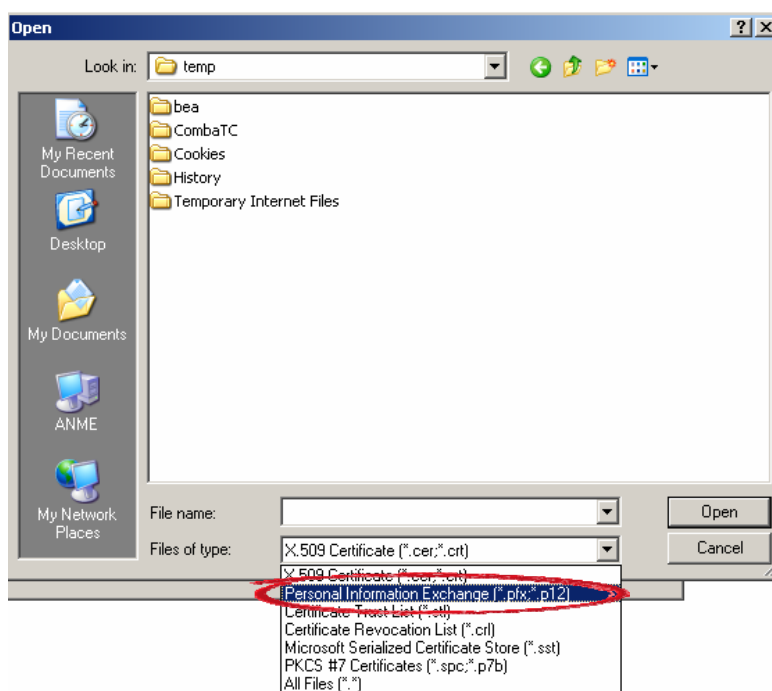 Open
Look in: temp
bea
CombaTC
Cookies
History
Temporary Internet Files
My Recent
Documents
Desktop
My Documents
ANME
My Network
Places
File name:
Open
Files of type: X.509 Certificate (*.cer;*.crt)
Cancel
X.509 Certificate (*.cer;*.crt)
Personal Information Exchange (*.pfx;*.p12)
Certificate Trust List (*.stl)
Certificate Revocation List (*.crl)
Microsoft Serialized Certificate Store (*.sst)
PKCS #7 Certificates (*.spc;*.p7b)
All Files (*.*)